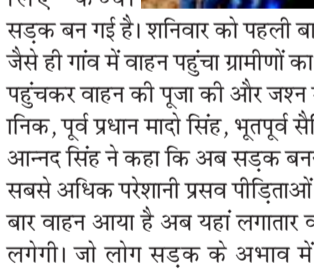 सड़क बन गई है। शनिवार को पहली
जैसे ही गांव में वाहन पहुंचा ग्रामीणों का
पहुंचकर वाहन की पूजा की और जश्न
पूर्व प्रधान मादो सिंह, भूतपूर्व
आन्नद सिंह ने कहा कि अब सड़क
सबसे अधिक परेशानी प्रसव पीड़िताओं
बार वाहन आया है अब यहां लगातार
लगेगी। जो लोग सड़क के अभाव में